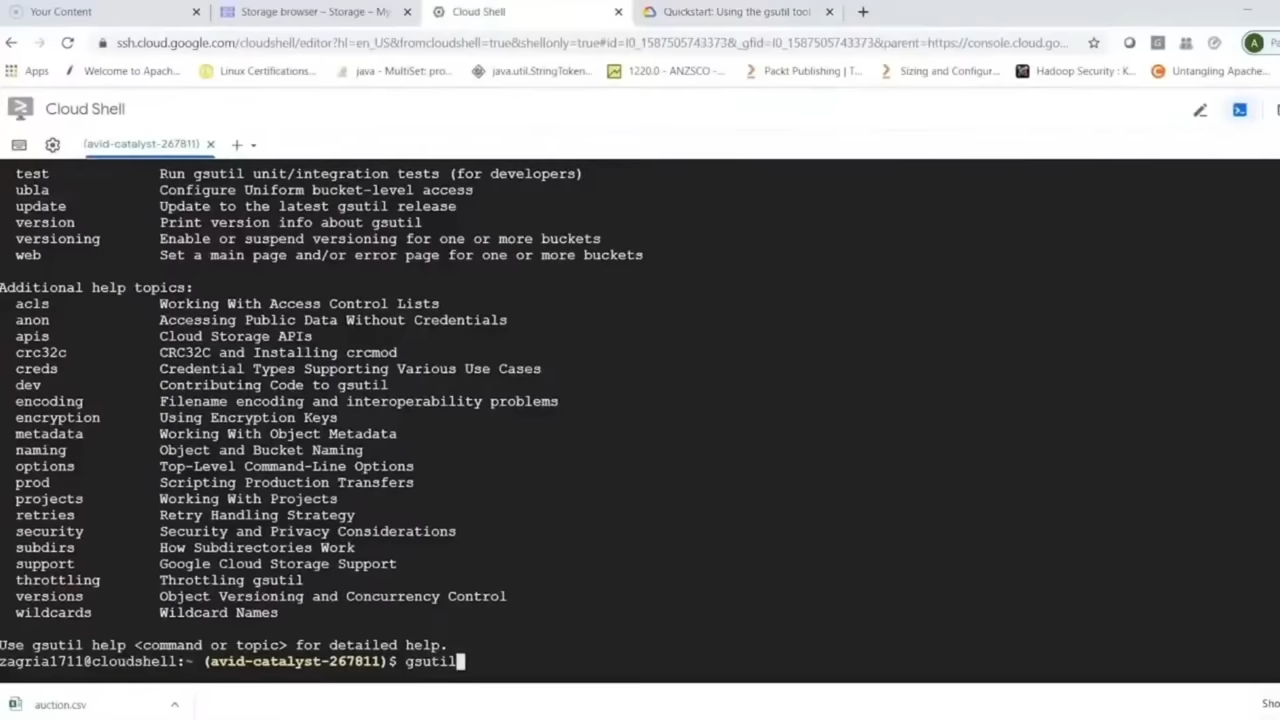 Your Content
Storage browser – Storage – My
Cloud Shell
Quickstart: Using the gsutil tool
ssh.cloud.google.com/cloudshell/editor?hl=en_US&fromcloudshell=true&shellonly=true#id=I0_1587505743373&_gfid=I0_1587505743373&parent=https://console.cloud.go...
A
Apps
Welcome to Apach...
Linux Certifications...
java - MultiSet: pro...
java.util.StringToken...
1220.0 - ANZSCO -...
Packt Publishing | T...
Sizing and Configur...
Hadoop Security : K...
Untangling Apache...
Cloud Shell
(avid-catalyst-267811)
test Run gsutil unit/integration tests (for developers)
ubla Configure Uniform bucket-level access
update Update to the latest gsutil release
version Print version info about gsutil
versioning Enable or suspend versioning for one or more buckets
web Set a main page and/or error page for one or more buckets
Additional help topics:
acls Working With Access Control Lists
anon Accessing Public Data Without Credentials
apis Cloud Storage APIs
crc32c CRC32C and Installing crcmod
creds Credential Types Supporting Various Use Cases
dev Contributing Code to gsutil
encoding Filename encoding and interoperability problems
encryption Using Encryption Keys
metadata Working With Object Metadata
naming Object and Bucket Naming
options Top-Level Command-Line Options
prod Scripting Production Transfers
projects Working With Projects
retries Retry Handling Strategy
security Security and Privacy Considerations
subdirs How Subdirectories Work
support Google Cloud Storage Support
throttling Throttling gsutil
versions Object Versioning and Concurrency Control
wildcards Wildcard Names
Use gsutil help <command or topic> for detailed help.
zagria1711@cloudshell:~ (avid-catalyst-267811)$ gsutil
auction.csv
Sho